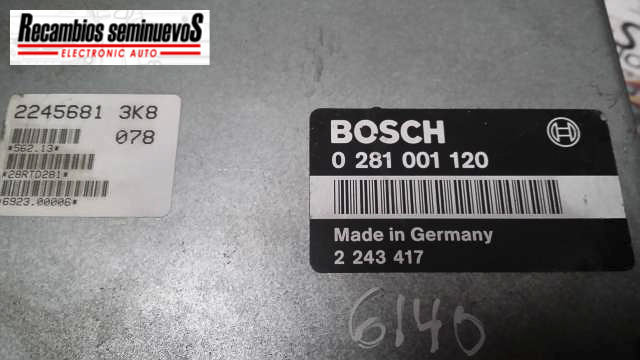 Recambios seminuevos
ELECTRONIC AUTO
2245681 3K8
078
*562.13*
*28RTD281*
6923.00006*
BOSCH
0 281 001 120
Made in Germany
2 243 417
6140